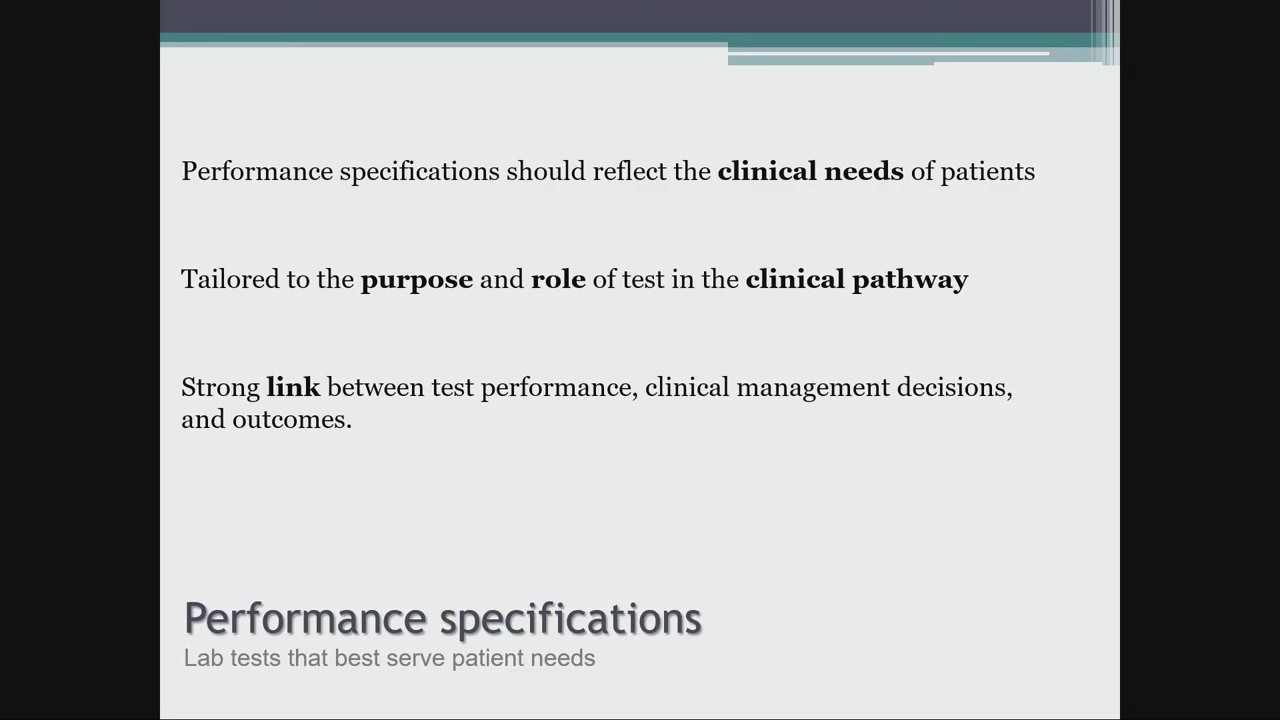 Performance specifications should reflect the clinical needs of patients
Tailored to the purpose and role of test in the clinical pathway
Strong link between test performance, clinical management decisions,
and outcomes.
Performance specifications
Lab tests that best serve patient needs